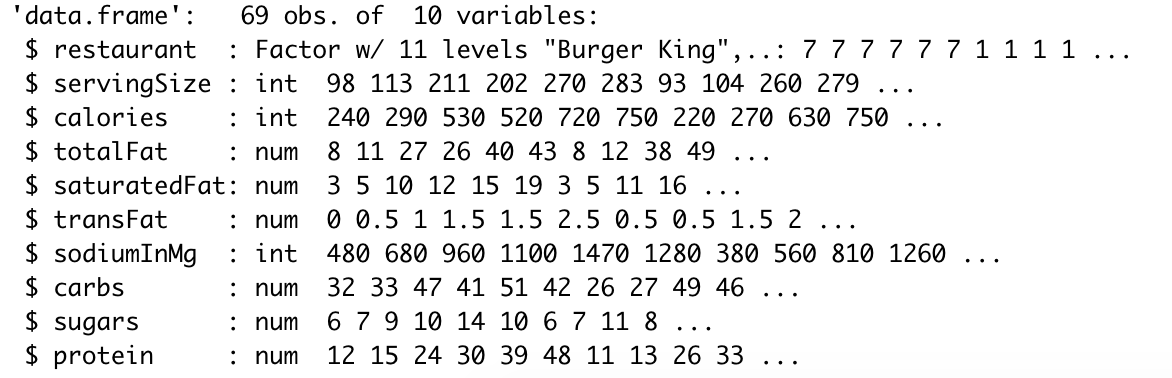 'data.frame':   69 obs. of  10 variables:
 $ restaurant  : Factor w/ 11 levels "Burger King",..: 7 7 7 7 7 7 1 1 1 1 ...
 $ servingSize : int  98 113 211 202 270 283 93 104 260 279 ...
 $ calories    : int  240 290 530 520 720 750 220 270 630 750 ...
 $ totalFat    : num  8 11 27 26 40 43 8 12 38 49 ...
 $ saturatedFat: num  3 5 10 12 15 19 3 5 11 16 ...
 $ transFat    : num  0 0.5 1 1.5 1.5 2.5 0.5 0.5 1.5 2 ...
 $ sodiumInMg  : int  480 680 960 1100 1470 1280 380 560 810 1260 ...
 $ carbs       : num  32 33 47 41 51 42 26 27 49 46 ...
 $ sugars      : num  6 7 9 10 14 10 6 7 11 8 ...
 $ protein     : num  12 15 24 30 39 48 11 13 26 33 ...